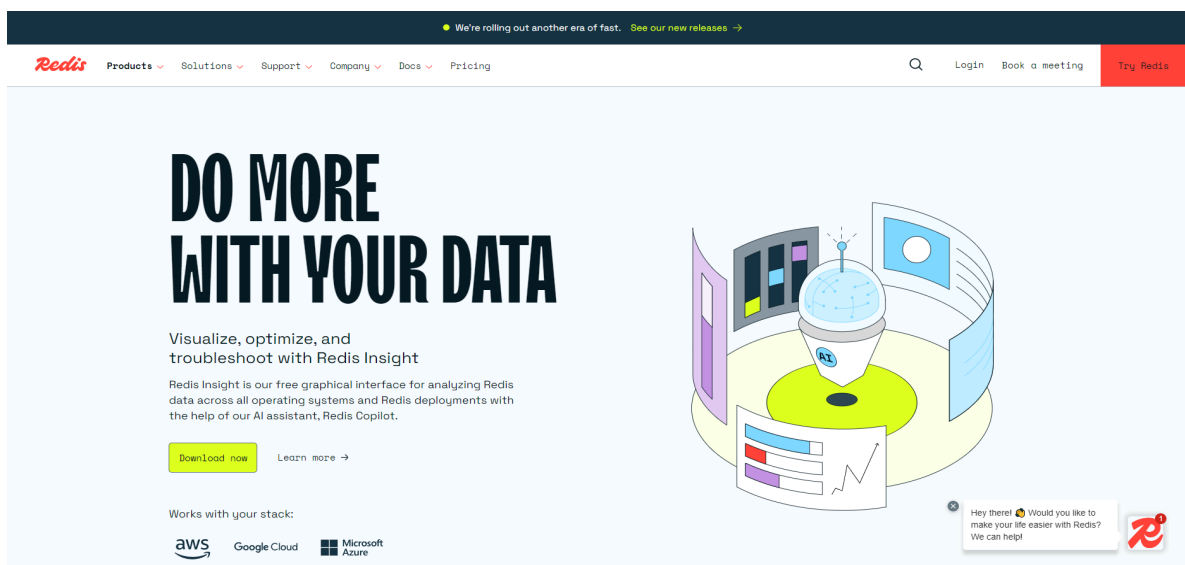 We're rolling out another era of fast. See our new releases →
Redis Products Solutions Support Company Docs Pricing Login Book a meeting Try Redis
DO MORE
WITH YOUR DATA
Visualize, optimize, and
troubleshoot with Redis Insight
Redis Insight is our free graphical interface for analyzing Redis
data across all operating systems and Redis deployments with
the help of our AI assistant, Redis Copilot.
Download now Learn more →
Works with your stack:
aws Google Cloud Microsoft
Azure
AI
Hey there! 👋 Would you like to
make your life easier with Redis?
We can help!
R 1